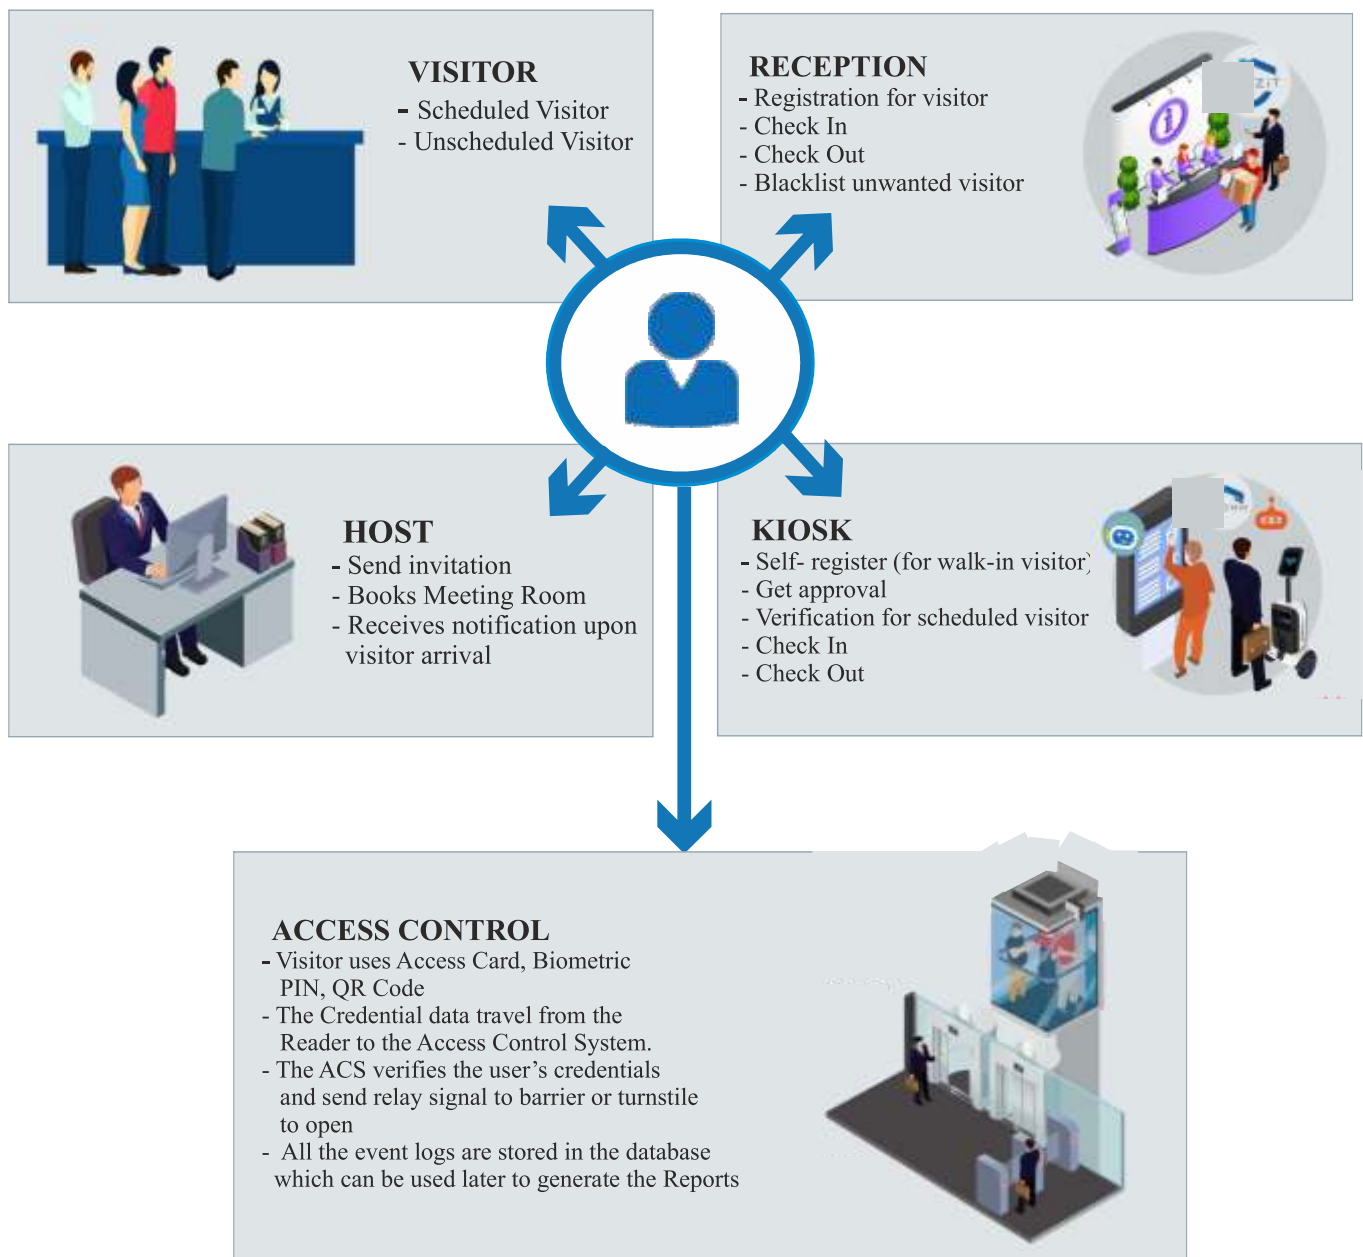 VISITOR
- Scheduled Visitor
- Unscheduled Visitor
RECEPTION
- Registration for visitor
- Check In
- Check Out
- Blacklist unwanted visitor
HOST
- Send invitation
- Books Meeting Room
- Receives notification upon
visitor arrival
KIOSK
- Self- register (for walk-in visitor)
- Get approval
- Verification for scheduled visitor
- Check In
- Check Out
ACCESS CONTROL
- Visitor uses Access Card, Biometric
PIN, QR Code
- The Credential data travel from the
Reader to the Access Control System.
- The ACS verifies the user’s credentials
and send relay signal to barrier or turnstile
to open
- All the event logs are stored in the database
which can be used later to generate the Reports